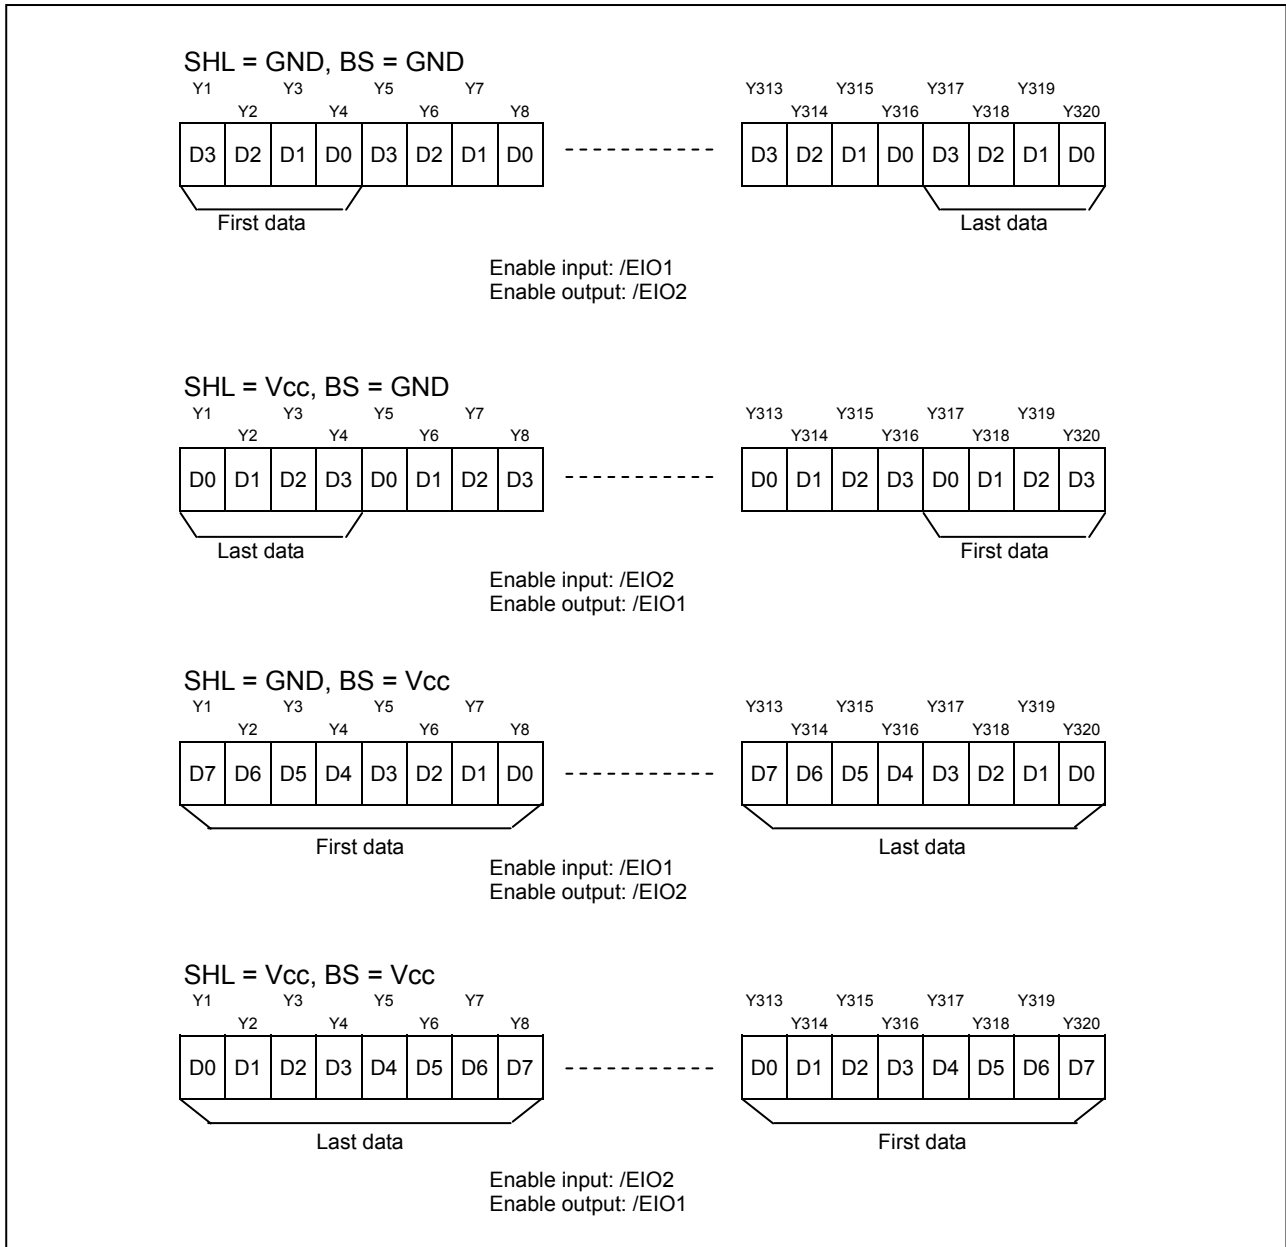 SHL = GND, BS = GND
Y1 Y3 Y5 Y7 Y313 Y315 Y317 Y319
Y2 Y4 Y6 Y8 Y314 Y316 Y318 Y320
D3 D2 D1 D0 D3 D2 D1 D0 D3 D2 D1 D0 D3 D2 D1 D0
First data Last data
Enable input: /EIO1
Enable output: /EIO2
SHL = Vcc, BS = GND
Y1 Y3 Y5 Y7 Y313 Y315 Y317 Y319
Y2 Y4 Y6 Y8 Y314 Y316 Y318 Y320
D0 D1 D2 D3 D0 D1 D2 D3 D0 D1 D2 D3 D0 D1 D2 D3
Last data First data
Enable input: /EIO2
Enable output: /EIO1
SHL = GND, BS = Vcc
Y1 Y3 Y5 Y7 Y313 Y315 Y317 Y319
Y2 Y4 Y6 Y8 Y314 Y316 Y318 Y320
D7 D6 D5 D4 D3 D2 D1 D0 D7 D6 D5 D4 D3 D2 D1 D0
First data Last data
Enable input: /EIO1
Enable output: /EIO2
SHL = Vcc, BS = Vcc
Y1 Y3 Y5 Y7 Y313 Y315 Y317 Y319
Y2 Y4 Y6 Y8 Y314 Y316 Y318 Y320
D0 D1 D2 D3 D4 D5 D6 D7 D0 D1 D2 D3 D4 D5 D6 D7
Last data First data
Enable input: /EIO2
Enable output: /EIO1